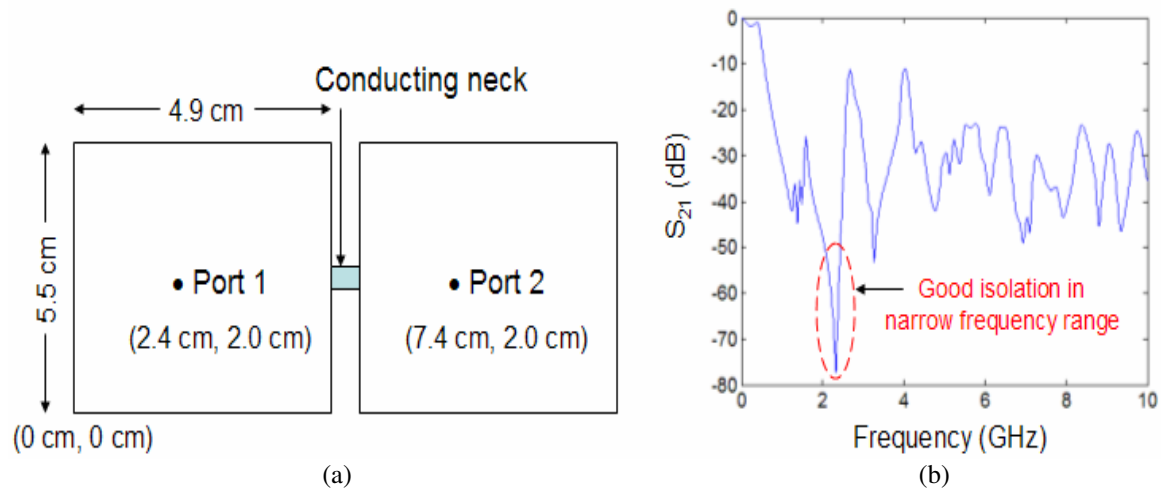 Conducting neck
4.9 cm
5.5 cm
• Port 1
(2.4 cm, 2.0 cm)
• Port 2
(7.4 cm, 2.0 cm)
(0 cm, 0 cm)
(a)
0
-10
-20
-30
-40
-50
-60
-70
-80
S21 (dB)
Good isolation in
narrow frequency range
0 2 4 6 8 10
Frequency (GHz)
(b)